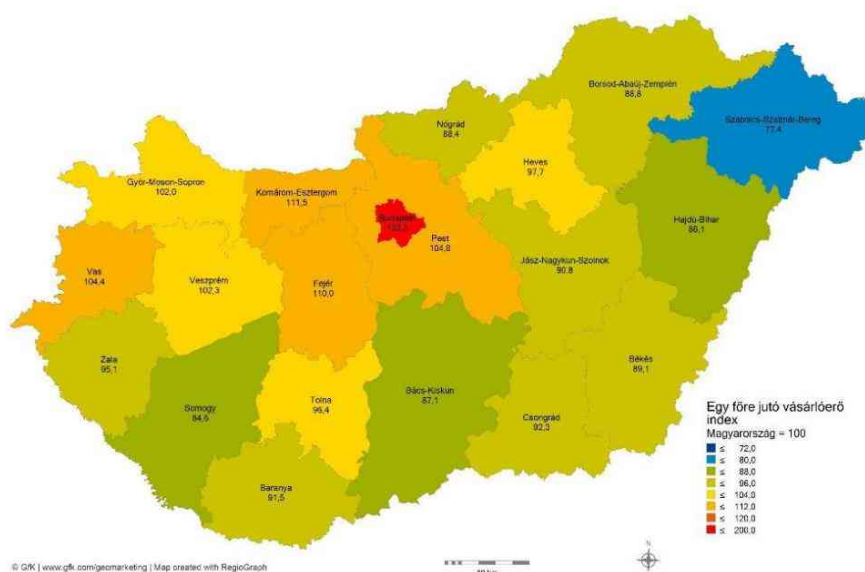 Borsod-Abaúj-Zemplén
88,8
Szabolcs-Szatmár-Bereg
77,4
Nógrád
88,4
Heves
97,7
Győr-Moson-Sopron
102,0
Komárom-Esztergom
111,5
Budapest
Hajdú-Bihar
86,1
Pest
104,8
Jász-Nagykun-Szolnok
90,8
Vas
104,4
Veszprém
102,3
Fejér
110,0
Zala
95,1
Somogy
84,6
Tolna
96,4
Bács-Kiskun
87,1
Békés
89,1
Csongrád
92,3
Baranya
91,5
Egy főre jutó vásárlóerő
index
Magyarország = 100
≤ 72,0
≤ 80,0
≤ 88,0
≤ 96,0
≤ 104,0
≤ 112,0
≤ 120,0
≤ 200,0
N
© GfK | www.gfk.com/geomarketing | Map created with RegioGraph